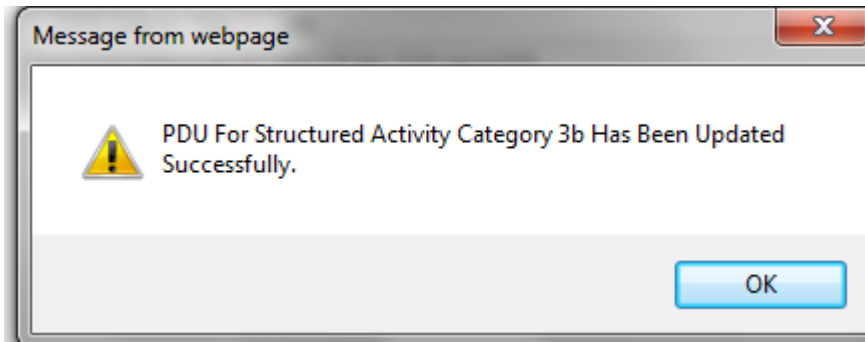 Message from webpage
PDU For Structured Activity Category 3b Has Been Updated
Successfully.
OK